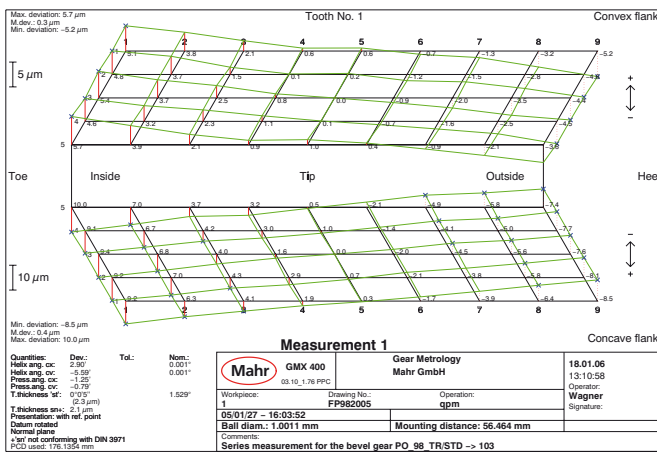 Max. deviation: 5.7 µm
M.dev.: 0.3 µm
Min. deviation: –5.2 µm
Tooth No. 1
Convex flank
1 2 3 4 5 6 7 8 9
5.1 3.8 2.1 0.6 0.6 –0.7 –1.3 –3.2 –5.2
5 µm
2 4.8 3.7 1.5 0.1 0.2 –1.2 –1.5 –2.8
+
3 5.4 3.7 2.5 0.8 0.0 –0.9 –2.0 –3.5 –4.4
–
4 4.6 3.2 2.3 1.1 0.1 –0.7 –1.6 –2.5 –4.5
5 5.7 3.9 2.1 0.9 1.0 0.4 –0.9 –2.1
Toe Inside Tip Outside Hee
5 10.0 7.0 3.7 3.2 0.5 –2.1 –4.9 –6.8 –7.4
4 9.1 6.7 4.2 3.0 1.0 –1.4 –4.1 –6.0 –7.7
–
3 9.4 6.8 4.0 1.6 0.0 –2.0 –4.5 –5.6 –7.6
+
2 9.2 7.0 4.3 2.9 0.7 –2.1 –3.8 –5.8 –8.1
10 µm
1 9.2 6.3 4.1 1.9 0.3 –1.7 –3.9 –6.4 –8.5
1 2 3 4 5 6 7 8 9
Min. deviation: –8.5 µm
M.dev.: 0.4 µm
Max. deviation: 10.0 µm
Measurement 1
Concave flank
Quantities: Dev.: Tol.: Nom.:
Helix ang. cx: 2.90' 0.001°
Helix ang. cv: –5.59' 0.001°
Press.ang. cx: –1.25'
Press.ang. cv: –0.79'
T.thickness 'st': 0°0'5" 1.529°
(2.3 µm)
T.thickness sn+: 2.1 µm
Presentation: with ref. point
Datum rotated
Normal plane
+'sn' not conforming with DIN 3971
PCD used: 176.1354 mm
Mahr
GMX 400
03.10_1.76 PPC
Gear Metrology
Mahr GmbH
18.01.06
13:10:58
Operator:
Wagner
Signature:
Workpiece:
1
Drawing No.:
FP982005
Operation:
qpm
05/01/27 – 16:03:52
Ball diam.: 1.0011 mm
Mounting distance: 56.464 mm
Comments:
Series measurement for the bevel gear PO_98_TR/STD –> 103